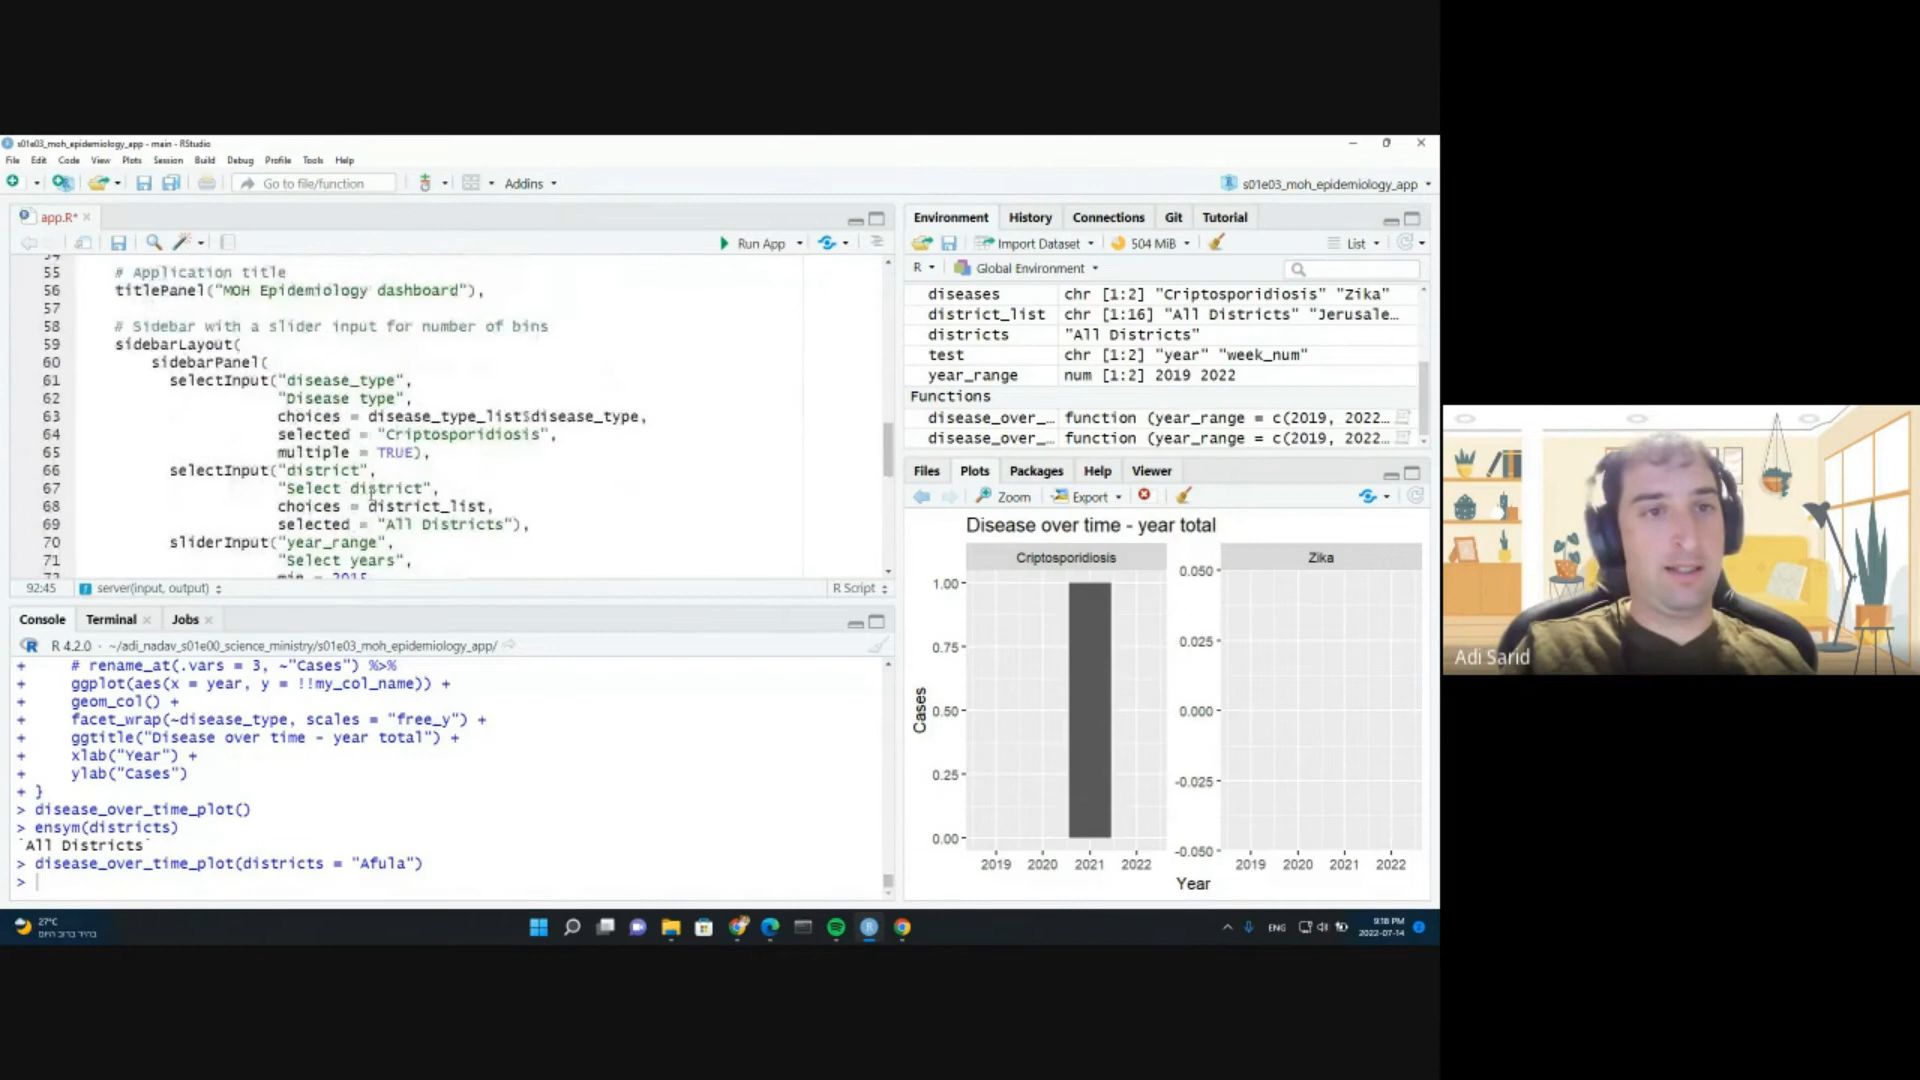 s01e03_moh_epidemiology_app - main - RStudio
File Edit Code View Plots Session Build Debug Profile Tools Help
Go to file/function
Addins
s01e03_moh_epidemiology_app
app.R*
Run App
55 # Application title
56 titlePanel("MOH Epidemiology dashboard"),
57
58 # Sidebar with a slider input for number of bins
59 sidebarLayout(
60 sidebarPanel(
61 selectInput("disease_type",
62 "Disease type",
63 choices = disease_type_list$disease_type,
64 selected = "Criptosporidiosis",
65 multiple = TRUE),
66 selectInput("district",
67 "Select district",
68 choices = district_list,
69 selected = "All Districts"),
70 sliderInput("year_range",
71 "Select years",
72 min = 2015
92:45 server(input, output) R Script
Console Terminal Jobs
R 4.2.0 · ~/adi_nadav_s01e00_science_ministry/s01e03_moh_epidemiology_app/
+ # rename_at(.vars = 3, ~"Cases") %>%
+ ggplot(aes(x = year, y = !!my_col_name)) +
+ geom_col() +
+ facet_wrap(~disease_type, scales = "free_y") +
+ ggtitle("Disease over time - year total") +
+ xlab("Year") +
+ ylab("Cases")
+ }
> disease_over_time_plot()
> ensym(districts)
`All Districts`
> disease_over_time_plot(districts = "Afula")
>
Environment History Connections Git Tutorial
Import Dataset 504 MiB List
R Global Environment
diseases chr [1:2] "Criptosporidiosis" "Zika"
district_list chr [1:16] "All Districts" "Jerusale…
districts "All Districts"
test chr [1:2] "year" "week_num"
year_range num [1:2] 2019 2022
Functions
disease_over_… function (year_range = c(2019, 2022…
disease_over_… function (year_range = c(2019, 2022…
Files Plots Packages Help Viewer
Zoom Export
Disease over time - year total
Criptosporidiosis Zika
1.00
0.75
0.50
0.25
0.00
0.050
0.025
0.000
-0.025
-0.050
Cases
2019 2020 2021 2022 2019 2020 2021 2022
Year
Adi Sarid
27°C
ENG
9:18 PM
2022-07-14